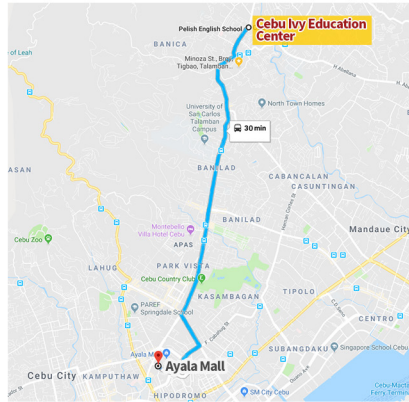 Pelish English School
Cebu Ivy Education
Center
BANICA
Minoza St., Brgy
Tigbao, Talamban...
of Leah
University of
San Carlos
Talamban
Campus
North Town Homes
30 min
BANILAD
CABANCALAN
CASUNTINGAN
Montebello
Villa Hotel Cebu
BANILAD
Mandaue City
Cebu Zoo
APAS
LAHUG
PARK VISTA
Cebu Country Club
KASAMBAGAN
TIPOLO
PAREF
Springdale School
CENTRO
SUBANGDAKU
Singapore School Cebu
Ayala Mall
Cebu City
KAMPUTHAW
SM City Cebu
HIPODROMO
Ferry Termi